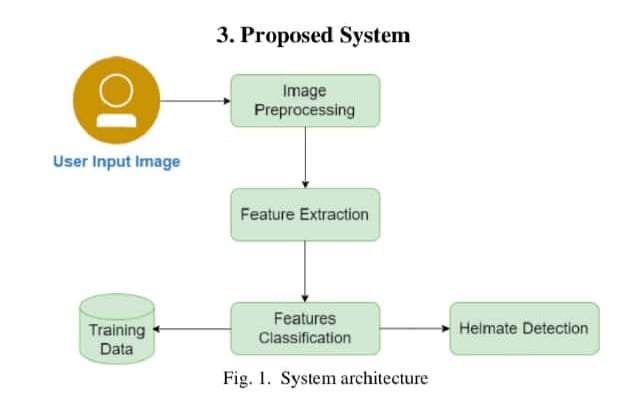 3. Proposed System
Image
Preprocessing
User Input Image
Feature Extraction
Training
Data
Features
Classification
Helmate Detection
Fig. 1. System architecture